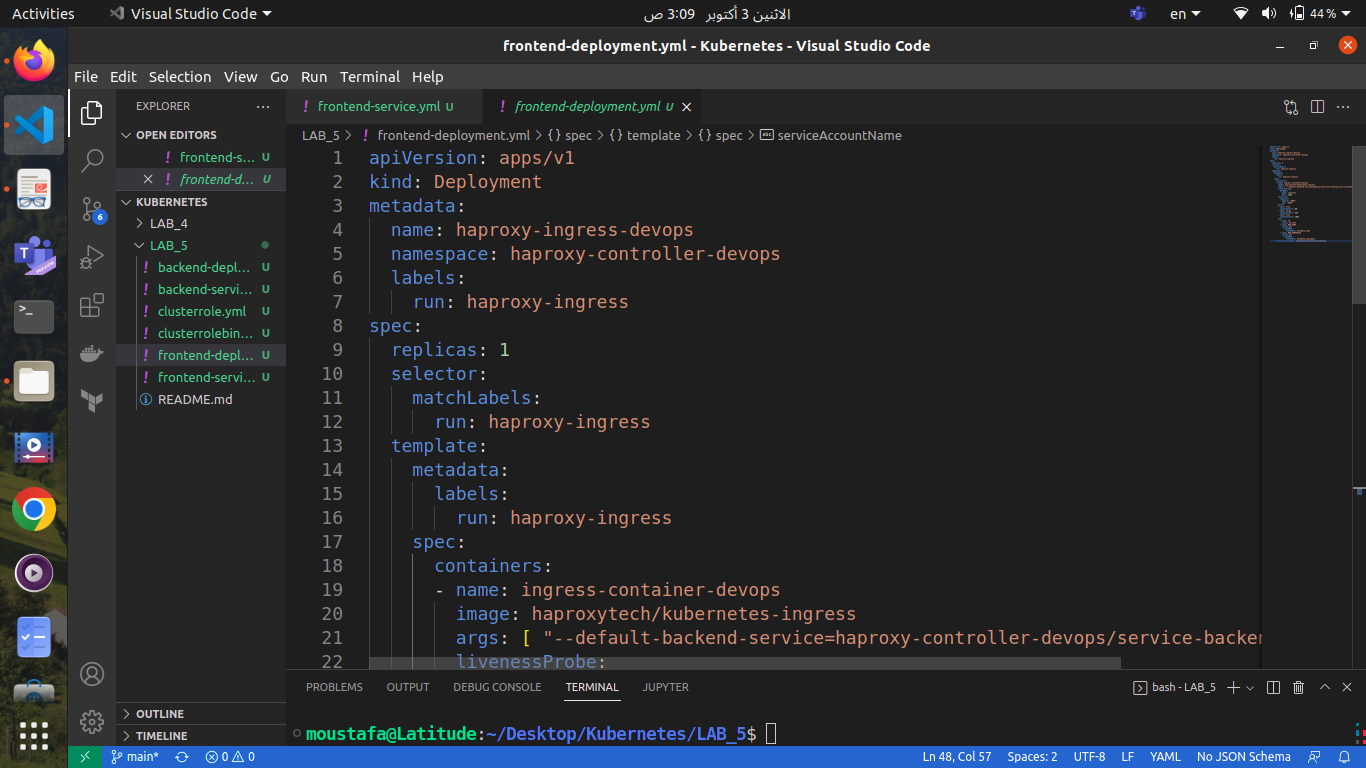 Activities Visual Studio Code الاثنين 3 أكتوبر 3:09 ص en 44 %
frontend-deployment.yml - Kubernetes - Visual Studio Code
File Edit Selection View Go Run Terminal Help
EXPLORER ...
OPEN EDITORS
frontend-s... U
frontend-d... U
KUBERNETES
LAB_4
LAB_5
backend-depl... U
backend-servi... U
clusterrole.yml U
clusterrolebin... U
frontend-depl... U
frontend-servi... U
README.md
OUTLINE
TIMELINE
6
frontend-service.yml U frontend-deployment.yml U
LAB_5 > ! frontend-deployment.yml > {} spec > {} template > {} spec > abc serviceAccountName
1 apiVersion: apps/v1
2 kind: Deployment
3 metadata:
4 name: haproxy-ingress-devops
5 namespace: haproxy-controller-devops
6 labels:
7 run: haproxy-ingress
8 spec:
9 replicas: 1
10 selector:
11 matchLabels:
12 run: haproxy-ingress
13 template:
14 metadata:
15 labels:
16 run: haproxy-ingress
17 spec:
18 containers:
19 - name: ingress-container-devops
20 image: haproxytech/kubernetes-ingress
21 args: [ "--default-backend-service=haproxy-controller-devops/service-backen
22 livenessProbe:
PROBLEMS OUTPUT DEBUG CONSOLE TERMINAL JUPYTER bash - LAB_5
moustafa@Latitude:~/Desktop/Kubernetes/LAB_5$
main* 0 0 Ln 48, Col 57 Spaces: 2 UTF-8 LF YAML No JSON Schema